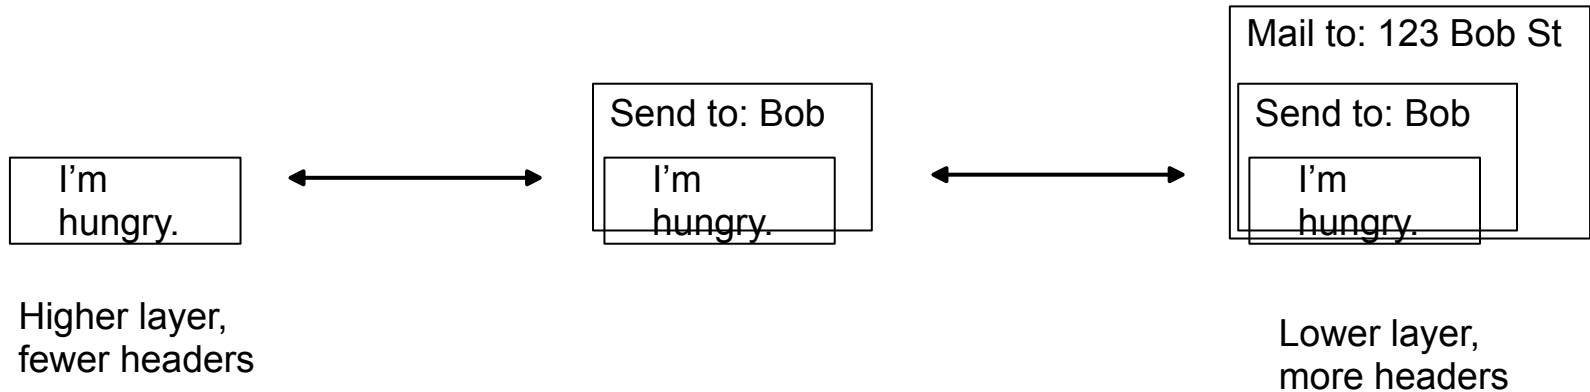 I’m
hungry.
Send to: Bob
I’m
hungry.
Mail to: 123 Bob St
Send to: Bob
I’m
hungry.
Higher layer,
fewer headers
Lower layer,
more headers